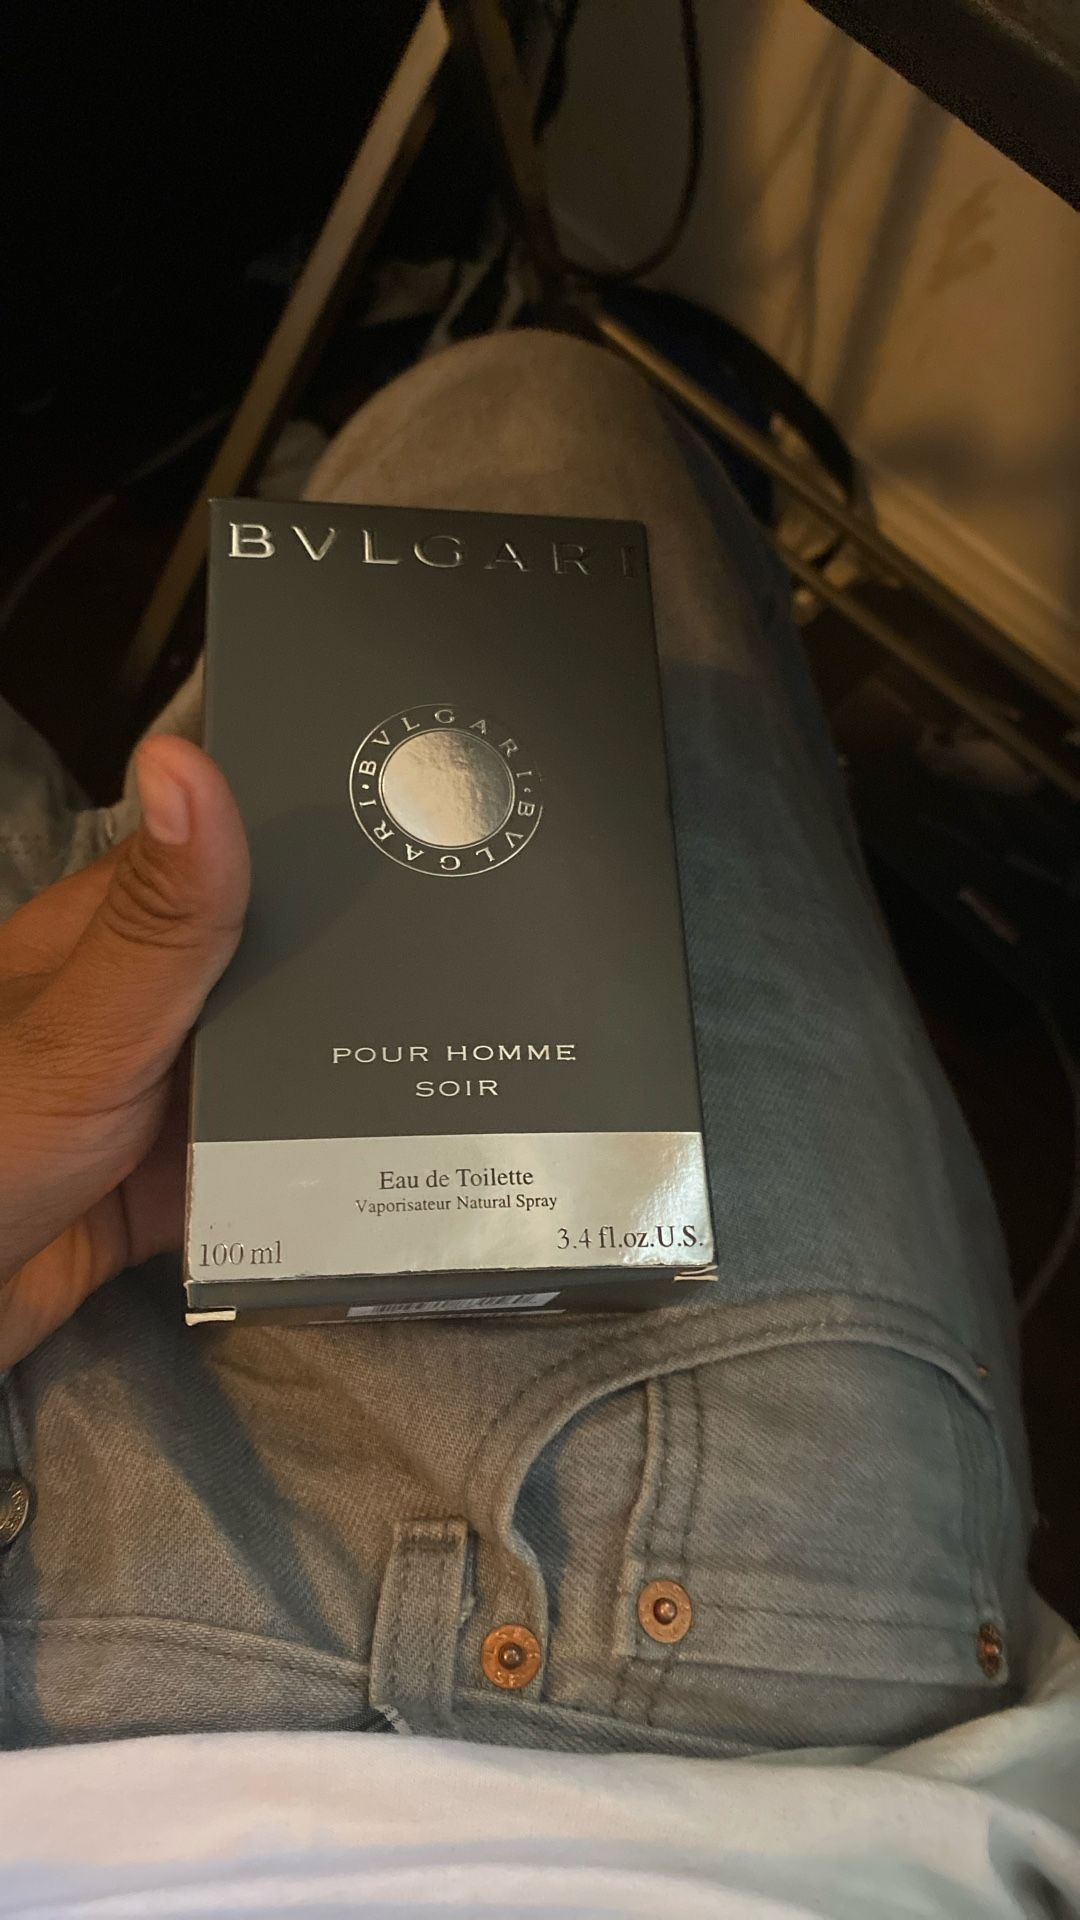 BVLGARI
BVLGARI · BVLGARI ·
POUR HOMME
SOIR
Eau de Toilette
Vaporisateur Natural Spray
100 ml
3.4 fl.oz.U.S.